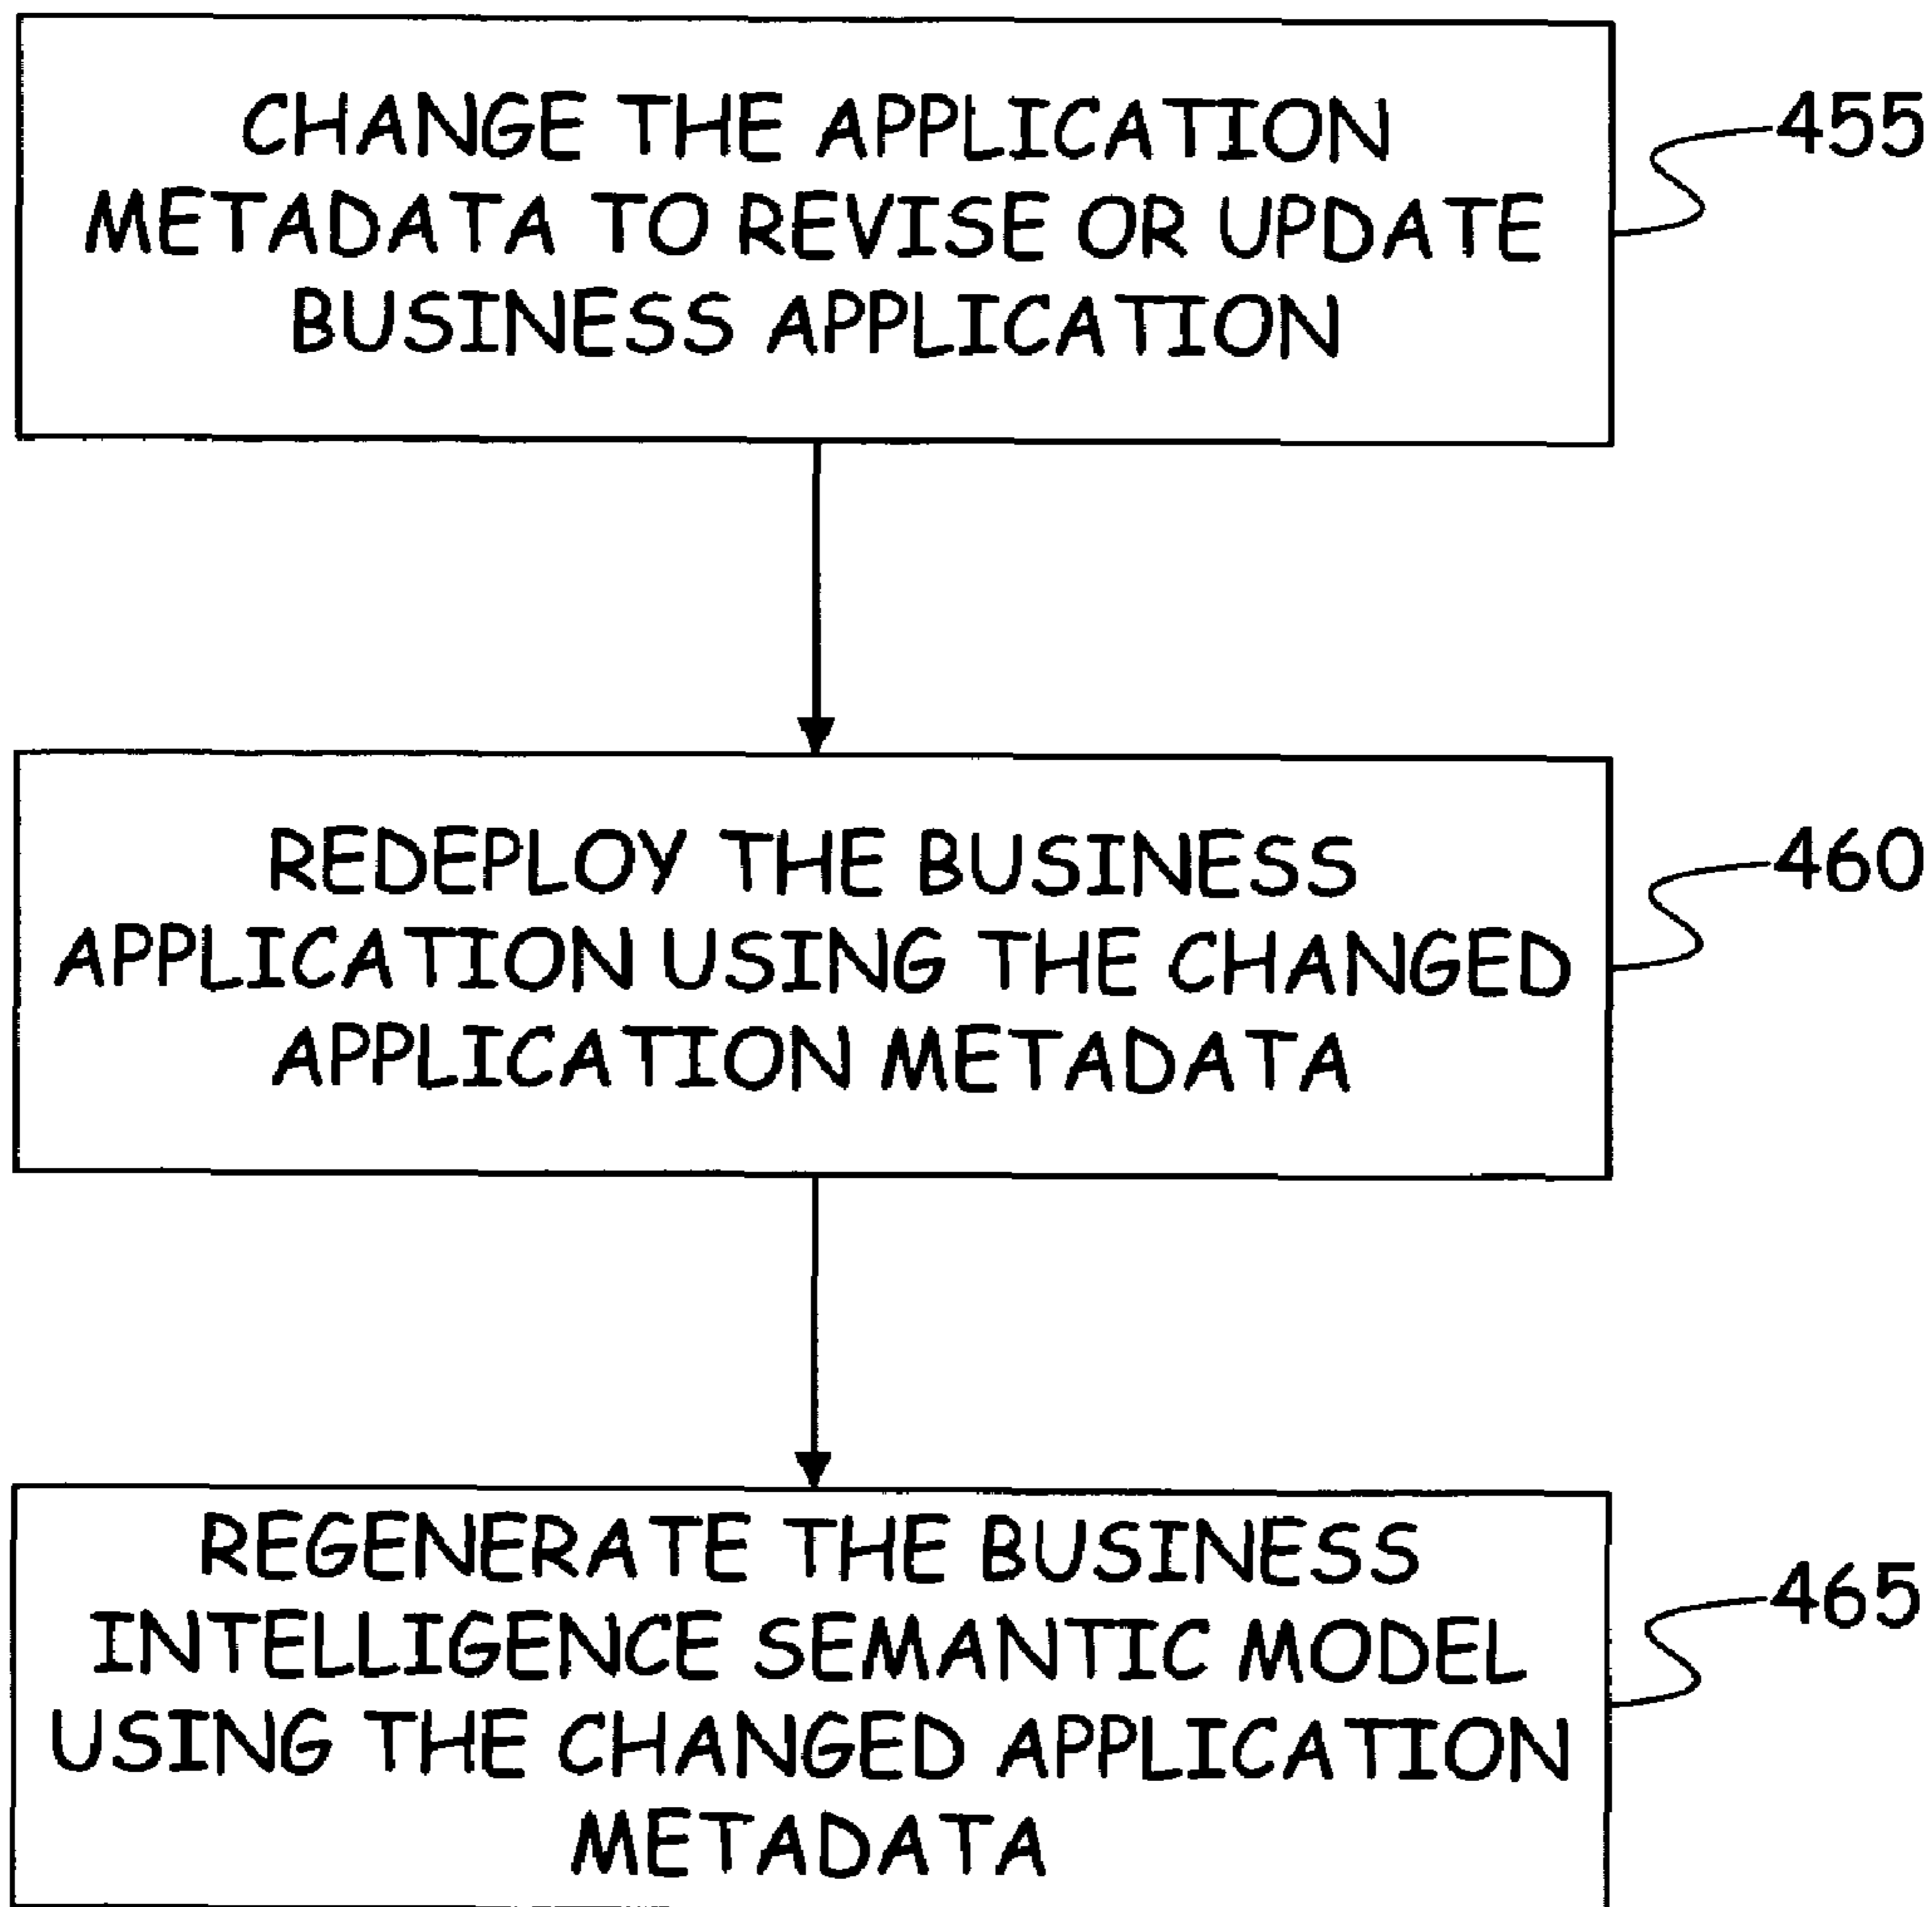 CHANGE THE APPLICATION
METADATA TO REVISE OR UPDATE
BUSINESS APPLICATION
455
REDEPLOY THE BUSINESS
APPLICATION USING THE CHANGED
APPLICATION METADATA
460
REGENERATE THE BUSINESS
INTELLIGENCE SEMANTIC MODEL
USING THE CHANGED APPLICATION
METADATA
465